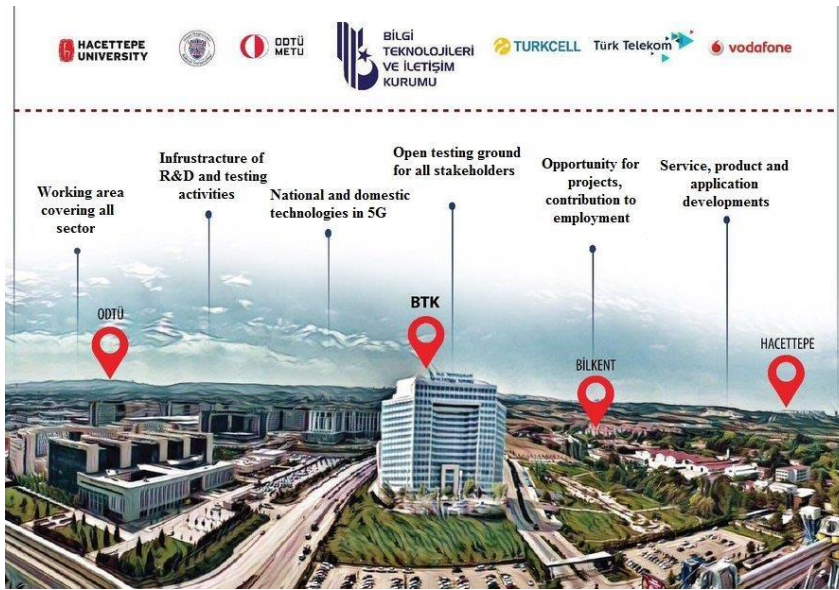 HACETTEPE
UNIVERSITY
ODTÜ
METU
BİLGİ
TEKNOLOJİLERİ
VE İLETİŞİM
KURUMU
TURKCELL
Türk Telekom
vodafone
Working area
covering all
sector
Infrustracture of
R&D and testing
activities
National and domestic
technologies in 5G
Open testing ground
for all stakeholders
Opportunity for
projects,
contribution to
employment
Service, product and
application
developments
ODTÜ
BTK
BİLKENT
HACETTEPE